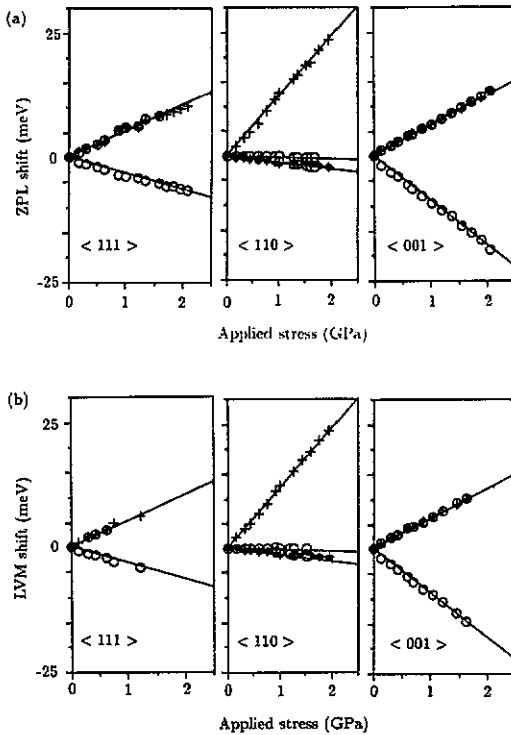 (a)
25
0
-25
ZPL shift (meV)
< 111 >
< 110 >
< 001 >
0 1 2 0 1 2 0 1 2
Applied stress (GPa)
(b)
25
0
-25
LVM shift (meV)
< 111 >
< 110 >
< 001 >
0 1 2 0 1 2 0 1 2
Applied stress (GPa)